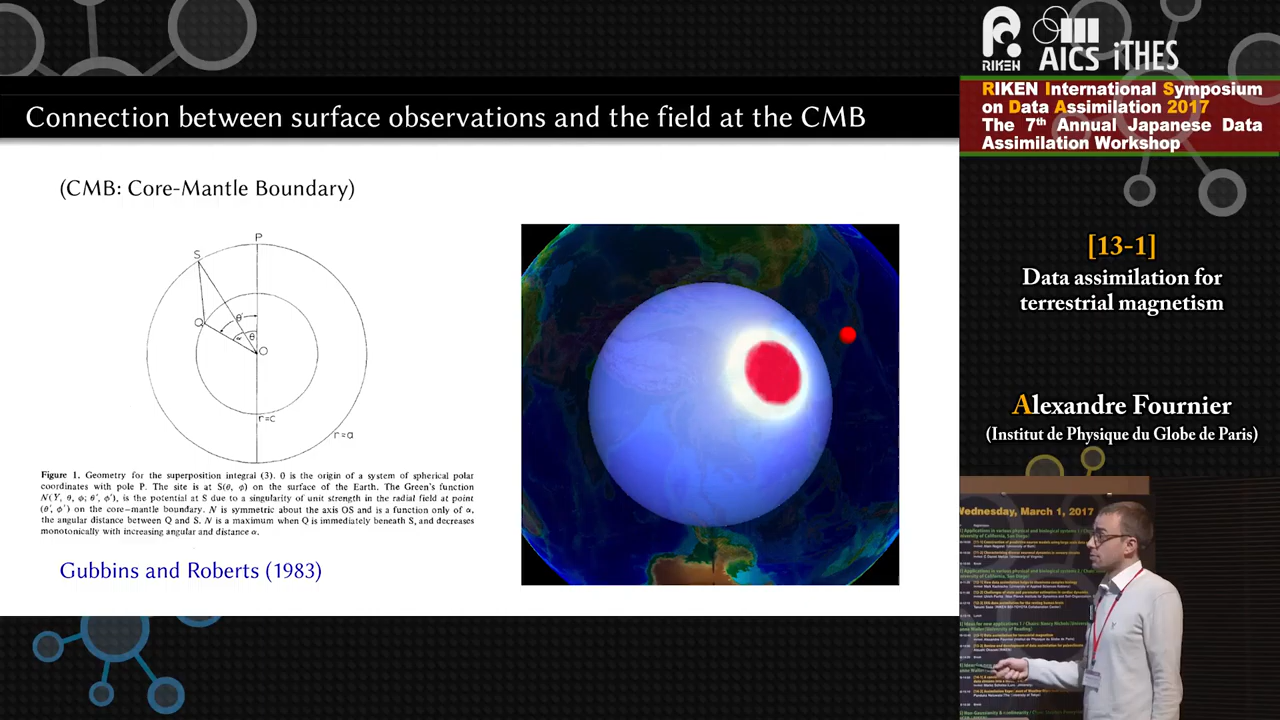 Connection between surface observations and the field at the CMB
(CMB: Core-Mantle Boundary)
P
S
Q
θ'
α
θ
O
r=c
r=a
Figure 1. Geometry for the superposition integral (3). 0 is the origin of a system of spherical polar
coordinates with pole P. The site is at S(θ, φ) on the surface of the Earth. The Green's function
N(Y, θ, φ; θ', φ'), is the potential at S due to a singularity of unit strength in the radial field at point
(θ', φ') on the core-mantle boundary. N is symmetric about the axis OS and is a function only of α,
the angular distance between Q and S. N is a maximum when Q is immediately beneath S, and decreases
monotonically with increasing angular and distance α.
Gubbins and Roberts (1983)
RIKEN
AICS iTHES
RIKEN International Symposium
on Data Assimilation 2017
The 7th Annual Japanese Data
Assimilation Workshop
[13-1]
Data assimilation for
terrestrial magnetism
Alexandre Fournier
(Institut de Physique du Globe de Paris)
Wednesday, March 1, 2017